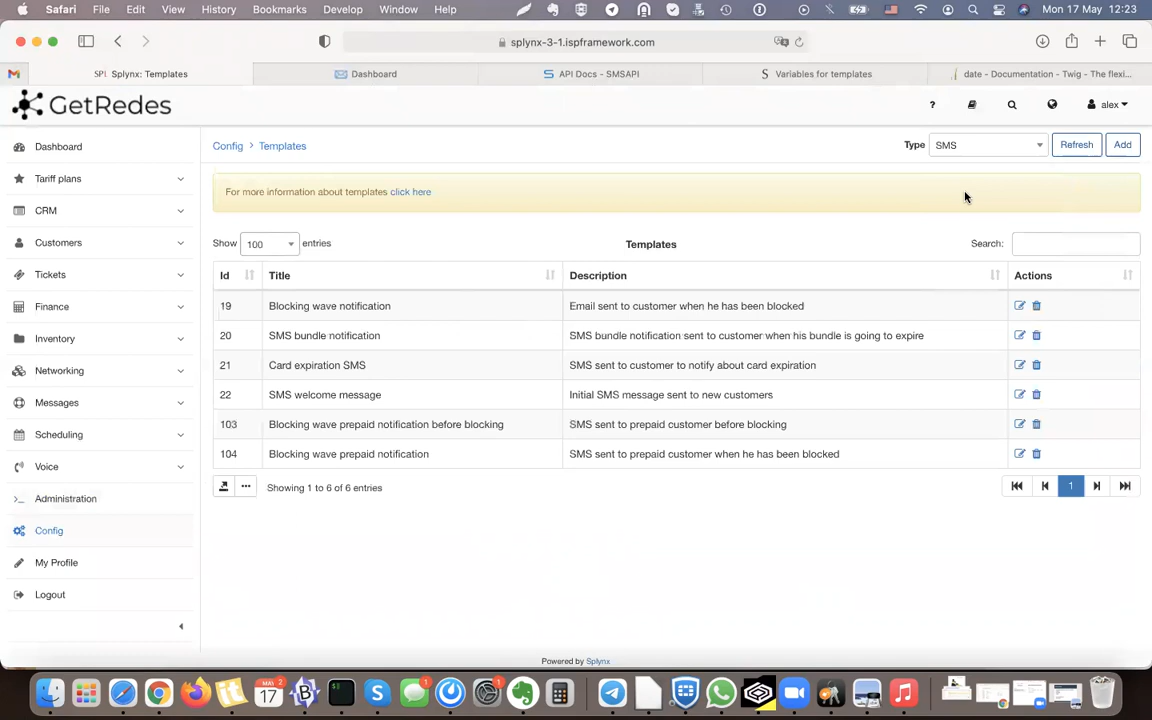 Safari File Edit View History Bookmarks Develop Window Help Mon 17 May 12:23
splynx-3-1.ispframework.com
SPL Splynx: Templates Dashboard API Docs - SMSAPI Variables for templates date - Documentation - Twig - The flexi...
GetRedes ? alex
Dashboard
Tariff plans
CRM
Customers
Tickets
Finance
Inventory
Networking
Messages
Scheduling
Voice
Administration
Config
My Profile
Logout
Config > Templates Type SMS Refresh Add
For more information about templates click here
Show 100 entries Templates Search:
Id Title Description Actions
19 Blocking wave notification Email sent to customer when he has been blocked
20 SMS bundle notification SMS bundle notification sent to customer when his bundle is going to expire
21 Card expiration SMS SMS sent to customer to notify about card expiration
22 SMS welcome message Initial SMS message sent to new customers
103 Blocking wave prepaid notification before blocking SMS sent to prepaid customer before blocking
104 Blocking wave prepaid notification SMS sent to prepaid customer when he has been blocked
Showing 1 to 6 of 6 entries 1
Powered by Splynx
MAY 2 1 1
17